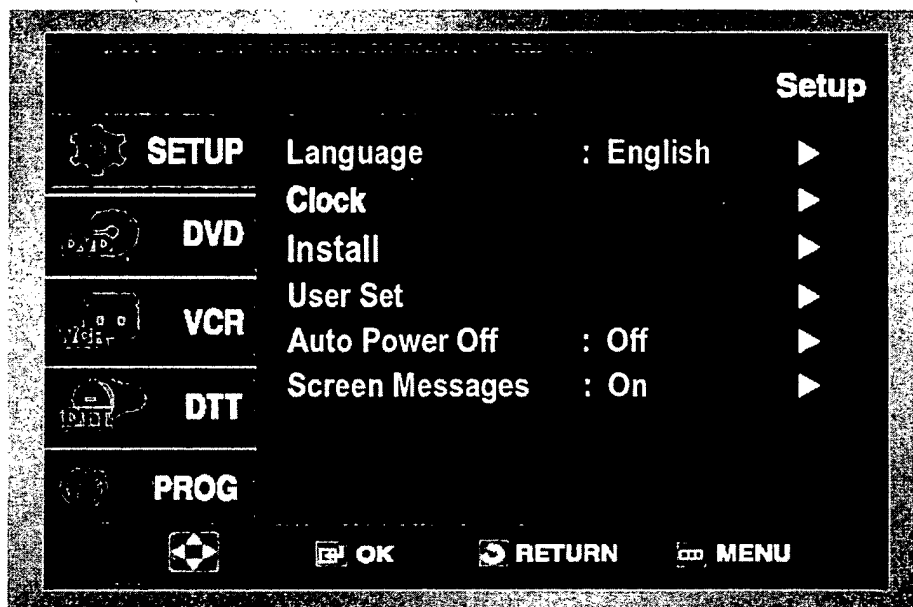 Setup
SETUP
Language : English
Clock
DVD
Install
User Set
VCR
Auto Power Off : Off
Screen Messages : On
DTT
PROG
OK RETURN MENU